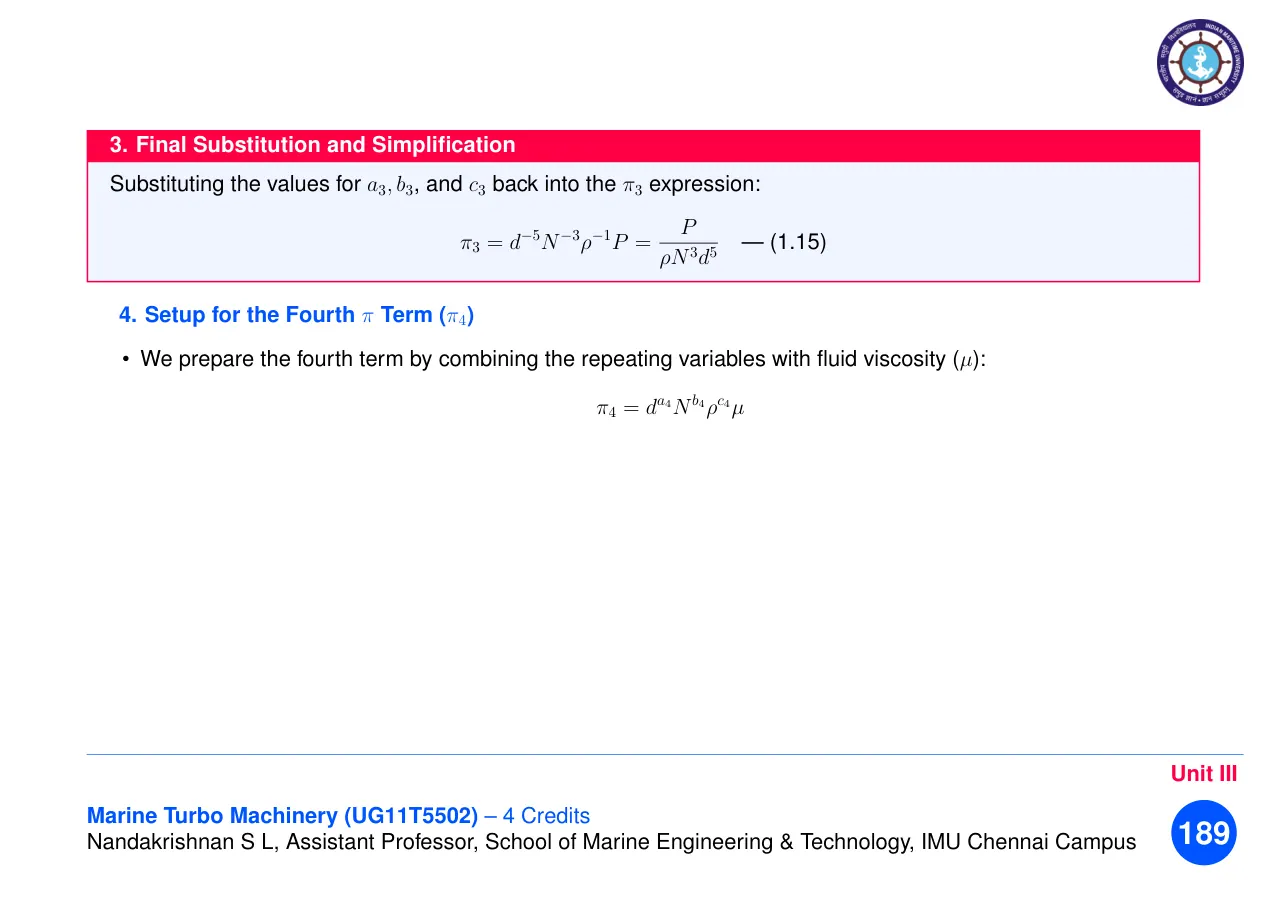 INDIAN MARITIME UNIVERSITY
3. Final Substitution and Simplification
Substituting the values for a₃, b₃, and c₃ back into the π₃ expression:
π₃ = d⁻⁵N⁻³ρ⁻¹P = P / ρN³d⁵ — (1.15)
4. Setup for the Fourth π Term (π₄)
• We prepare the fourth term by combining the repeating variables with fluid viscosity (μ):
π₄ = d^{a₄}N^{b₄}ρ^{c₄}μ
Unit III
Marine Turbo Machinery (UG11T5502) – 4 Credits
Nandakrishnan S L, Assistant Professor, School of Marine Engineering & Technology, IMU Chennai Campus
189